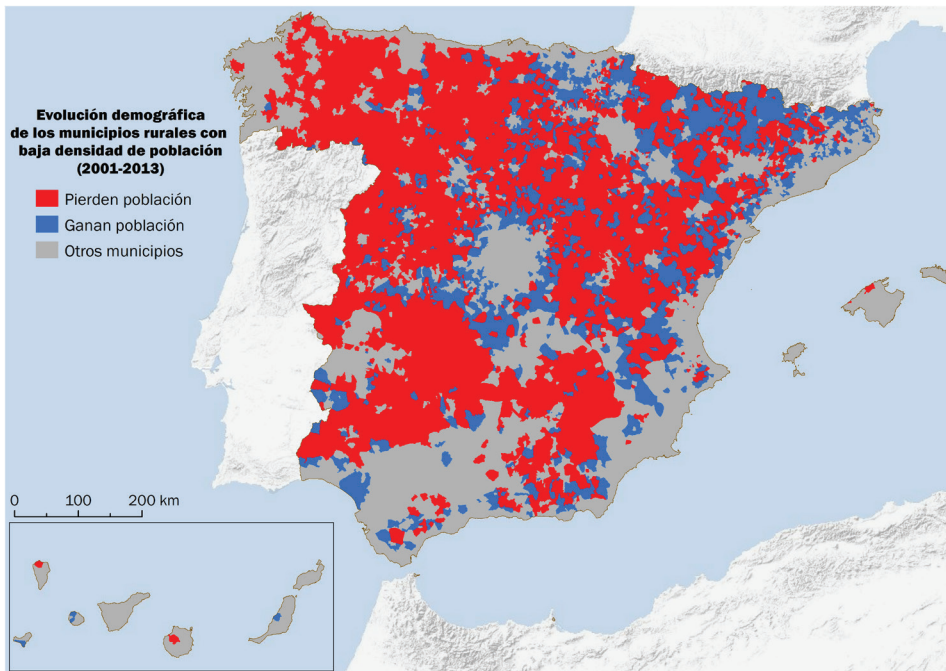 Evolución demográfica
de los municipios rurales con
baja densidad de población
(2001-2013)
Pierden población
Ganan población
Otros municipios
0 100 200 km